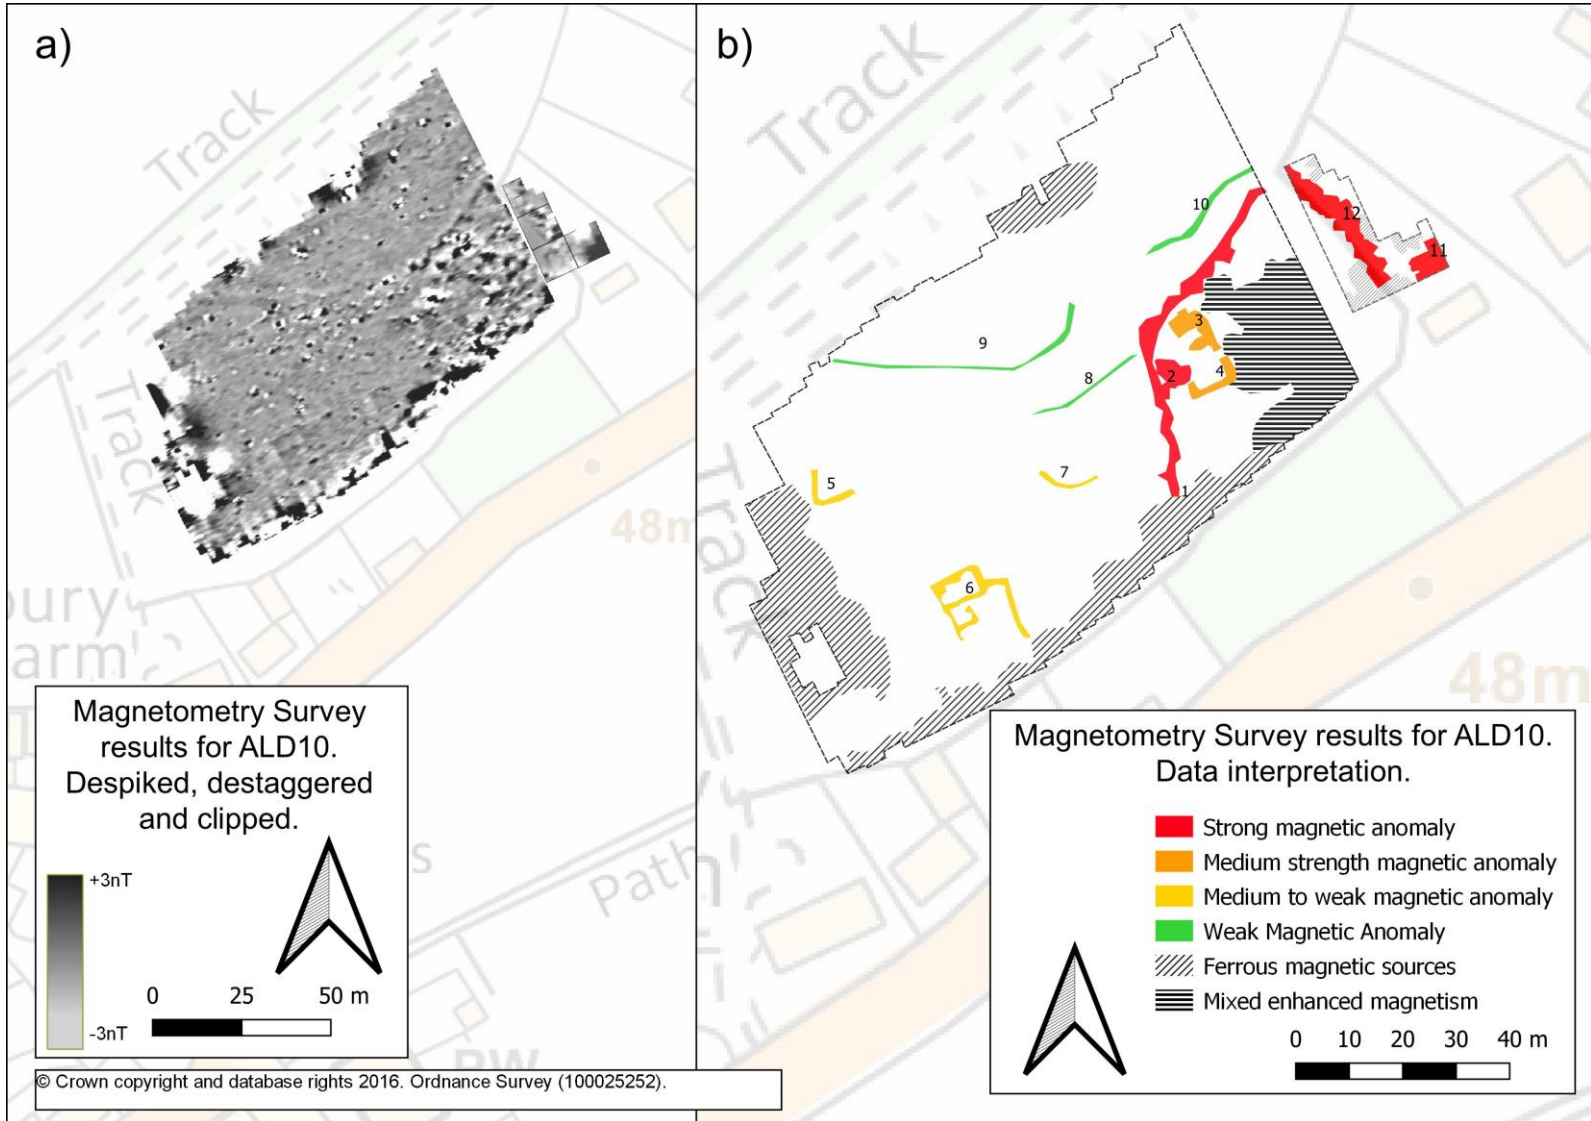 a)
Track
Track
48m
bury
arm
s
Path
PW
Magnetometry Survey
results for ALD10.
Despiked, destaggered
and clipped.
+3nT
-3nT
0 25 50 m
© Crown copyright and database rights 2016. Ordnance Survey (100025252).
b)
Track
Track
48m
10
12
11
3
9
2
4
8
7
5
1
6
Magnetometry Survey results for ALD10.
Data interpretation.
Strong magnetic anomaly
Medium strength magnetic anomaly
Medium to weak magnetic anomaly
Weak Magnetic Anomaly
Ferrous magnetic sources
Mixed enhanced magnetism
0 10 20 30 40 m